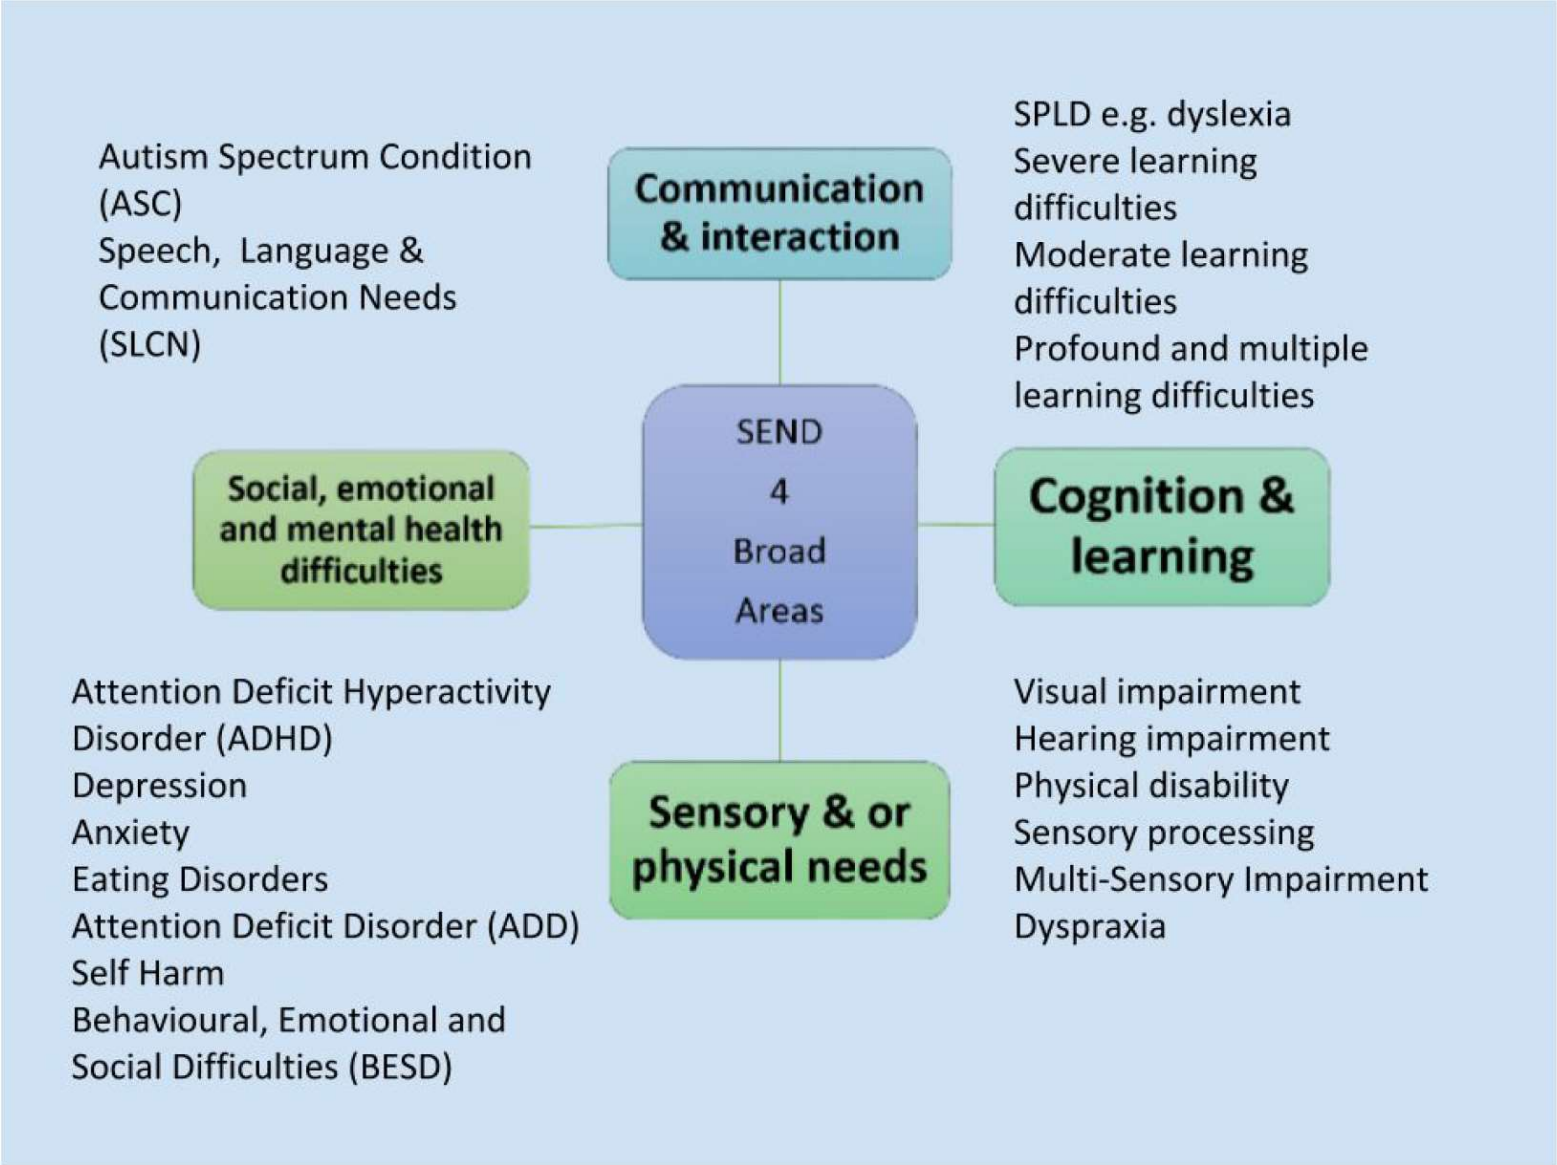 Autism Spectrum Condition
(ASC)
Speech,  Language &
Communication Needs
(SLCN)
Communication
& interaction
SPLD e.g. dyslexia
Severe learning
difficulties
Moderate learning
difficulties
Profound and multiple
learning difficulties
Social, emotional
and mental health
difficulties
SEND
4
Broad
Areas
Cognition &
learning
Attention Deficit Hyperactivity
Disorder (ADHD)
Depression
Anxiety
Eating Disorders
Attention Deficit Disorder (ADD)
Self Harm
Behavioural, Emotional and
Social Difficulties (BESD)
Sensory & or
physical needs
Visual impairment
Hearing impairment
Physical disability
Sensory processing
Multi-Sensory Impairment
Dyspraxia